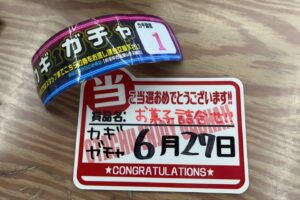 カギガチャ
1
当
ご当選おめでとうございます!!
賞品名: お菓子詰合せ!!
カギ
ガチャ
6月29日
★CONGRATULATIONS★